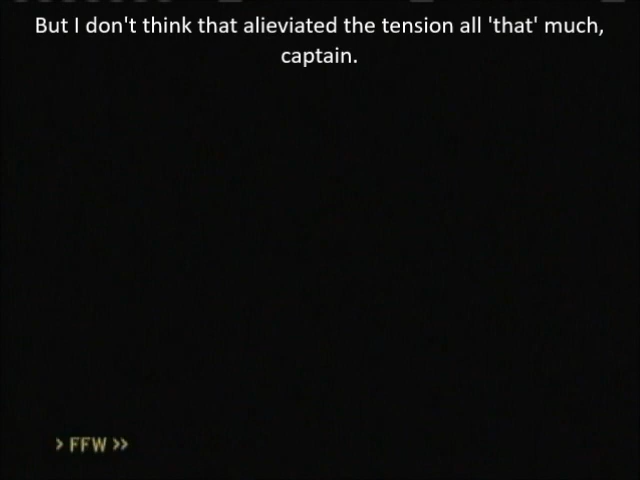 But I don't think that alieviated the tension all 'that' much,
captain.
> FFW >>